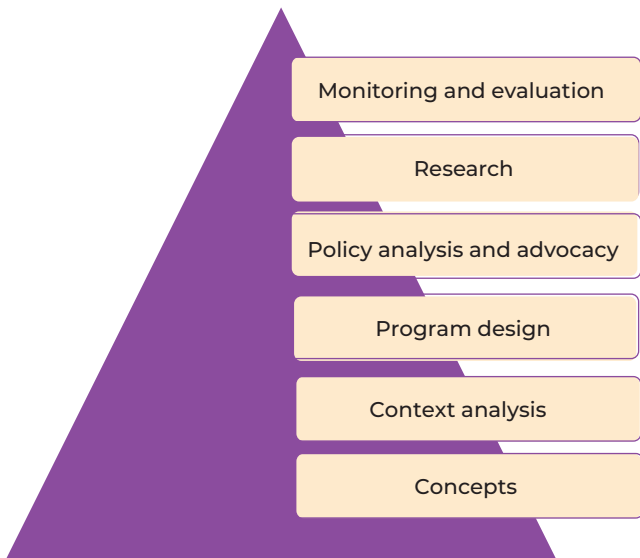 Monitoring and evaluation
Research
Policy analysis and advocacy
Program design
Context analysis
Concepts